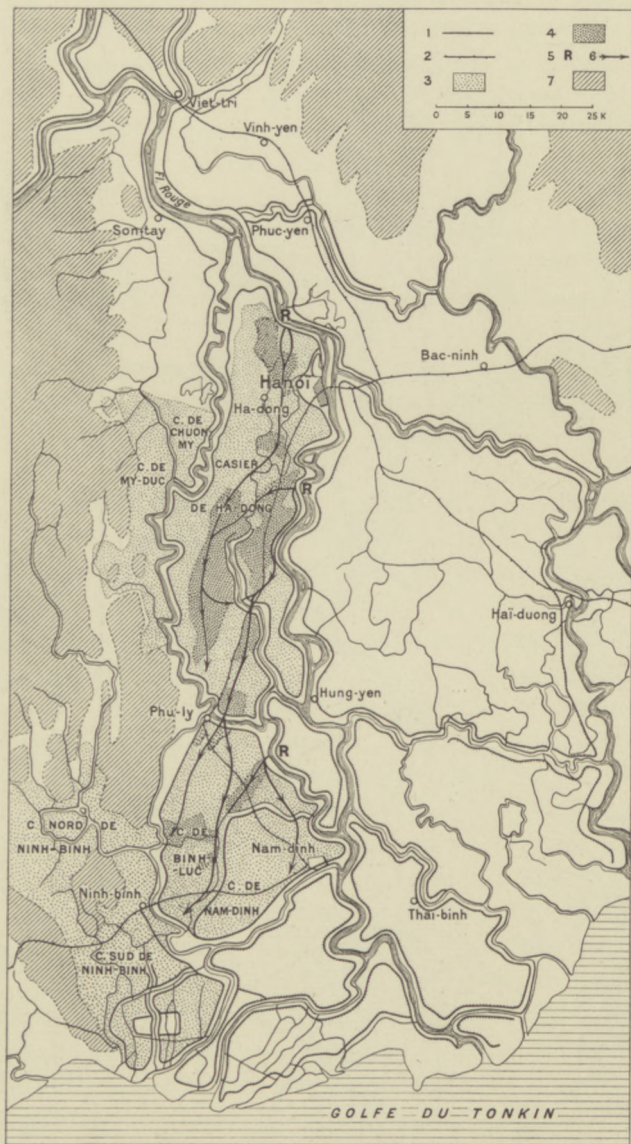 1 4
2 5 R 6
3 7
0 5 10 15 20 25 K
Viet-tri
Vinh-yen
Fl. Rouge
Son-tay
Phuc-yen
R
Bac-ninh
Hanoï
Ha-dong
C. DE
CHUON
MY
C. DE
MY-DUC
CASIER
DE HA-DONG
R
Haï-duong
Hung-yen
Phu-ly
R
C. NORD DE
NINH-BINH
C. DE
BINH-
LUC
Nam-dinh
Ninh-binh
C. DE
NAM-DINH
Thaï-binh
C. SUD DE
NINH-BINH
GOLFE DU TONKIN